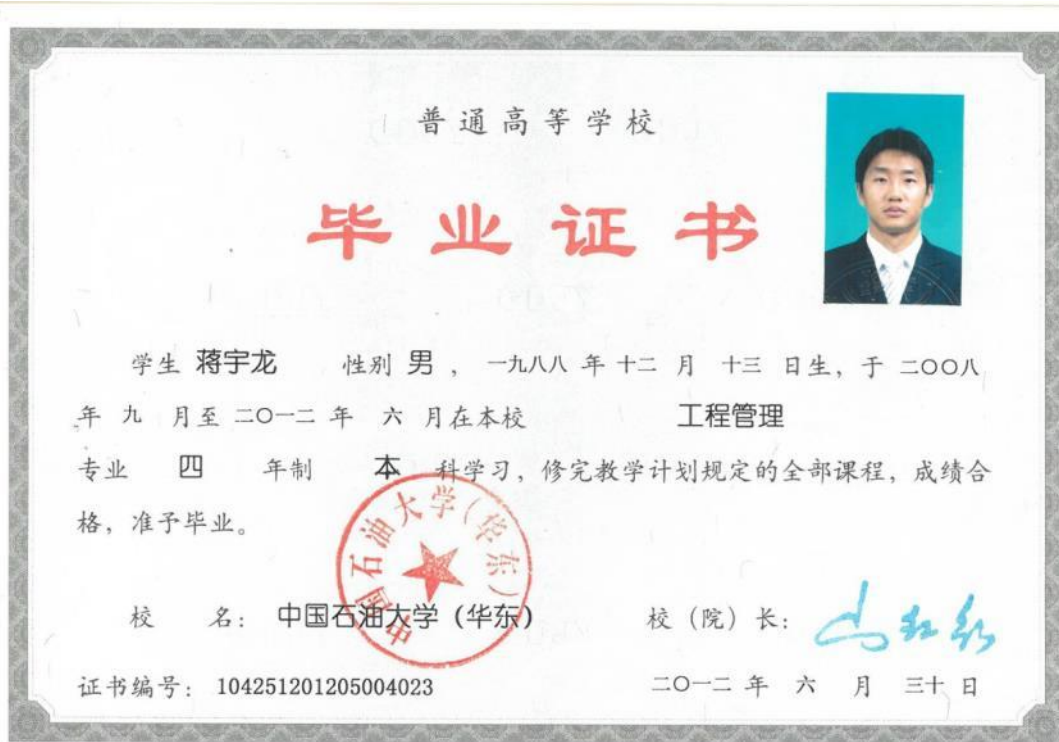 普通高等学校
毕业证书
学生 蒋宇龙 性别 男 , 一九八八 年 十二 月 十三 日生, 于 二〇〇八
年 九 月至 二〇一二 年 六 月在本校 工程管理
专业 四 年制 本 科学习, 修完教学计划规定的全部课程, 成绩合
格, 准予毕业。
中国石油大学(华东)
校 名: 中国石油大学(华东) 校(院)长:
证书编号: 104251201205004023 二〇一二 年 六 月 三十 日